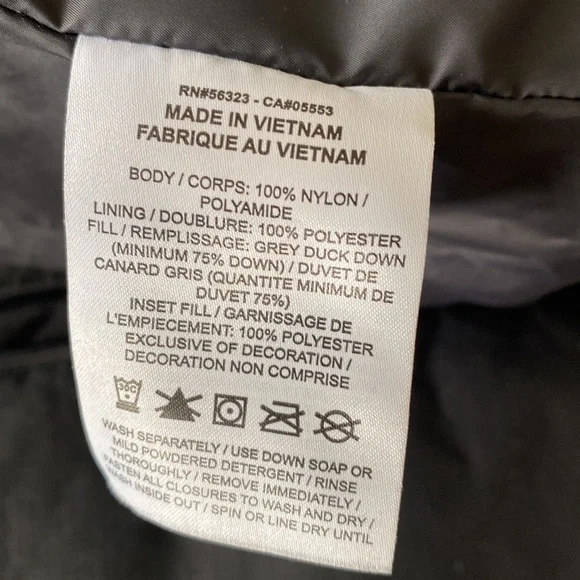 RN#56323 - CA#05553
MADE IN VIETNAM
FABRIQUE AU VIETNAM
BODY / CORPS: 100% NYLON /
POLYAMIDE
LINING / DOUBLURE: 100% POLYESTER
FILL / REMPLISSAGE: GREY DUCK DOWN
(MINIMUM 75% DOWN) / DUVET DE
CANARD GRIS (QUANTITE MINIMUM DE
DUVET 75%)
INSET FILL / GARNISSAGE DE
L'EMPIECEMENT: 100% POLYESTER
EXCLUSIVE OF DECORATION /
DECORATION NON COMPRISE
30C
WASH SEPARATELY / USE DOWN SOAP OR
MILD POWDERED DETERGENT / RINSE
THOROUGHLY / REMOVE IMMEDIATELY /
FASTEN ALL CLOSURES TO WASH AND DRY /
WASH INSIDE OUT / SPIN OR LINE DRY UNTIL